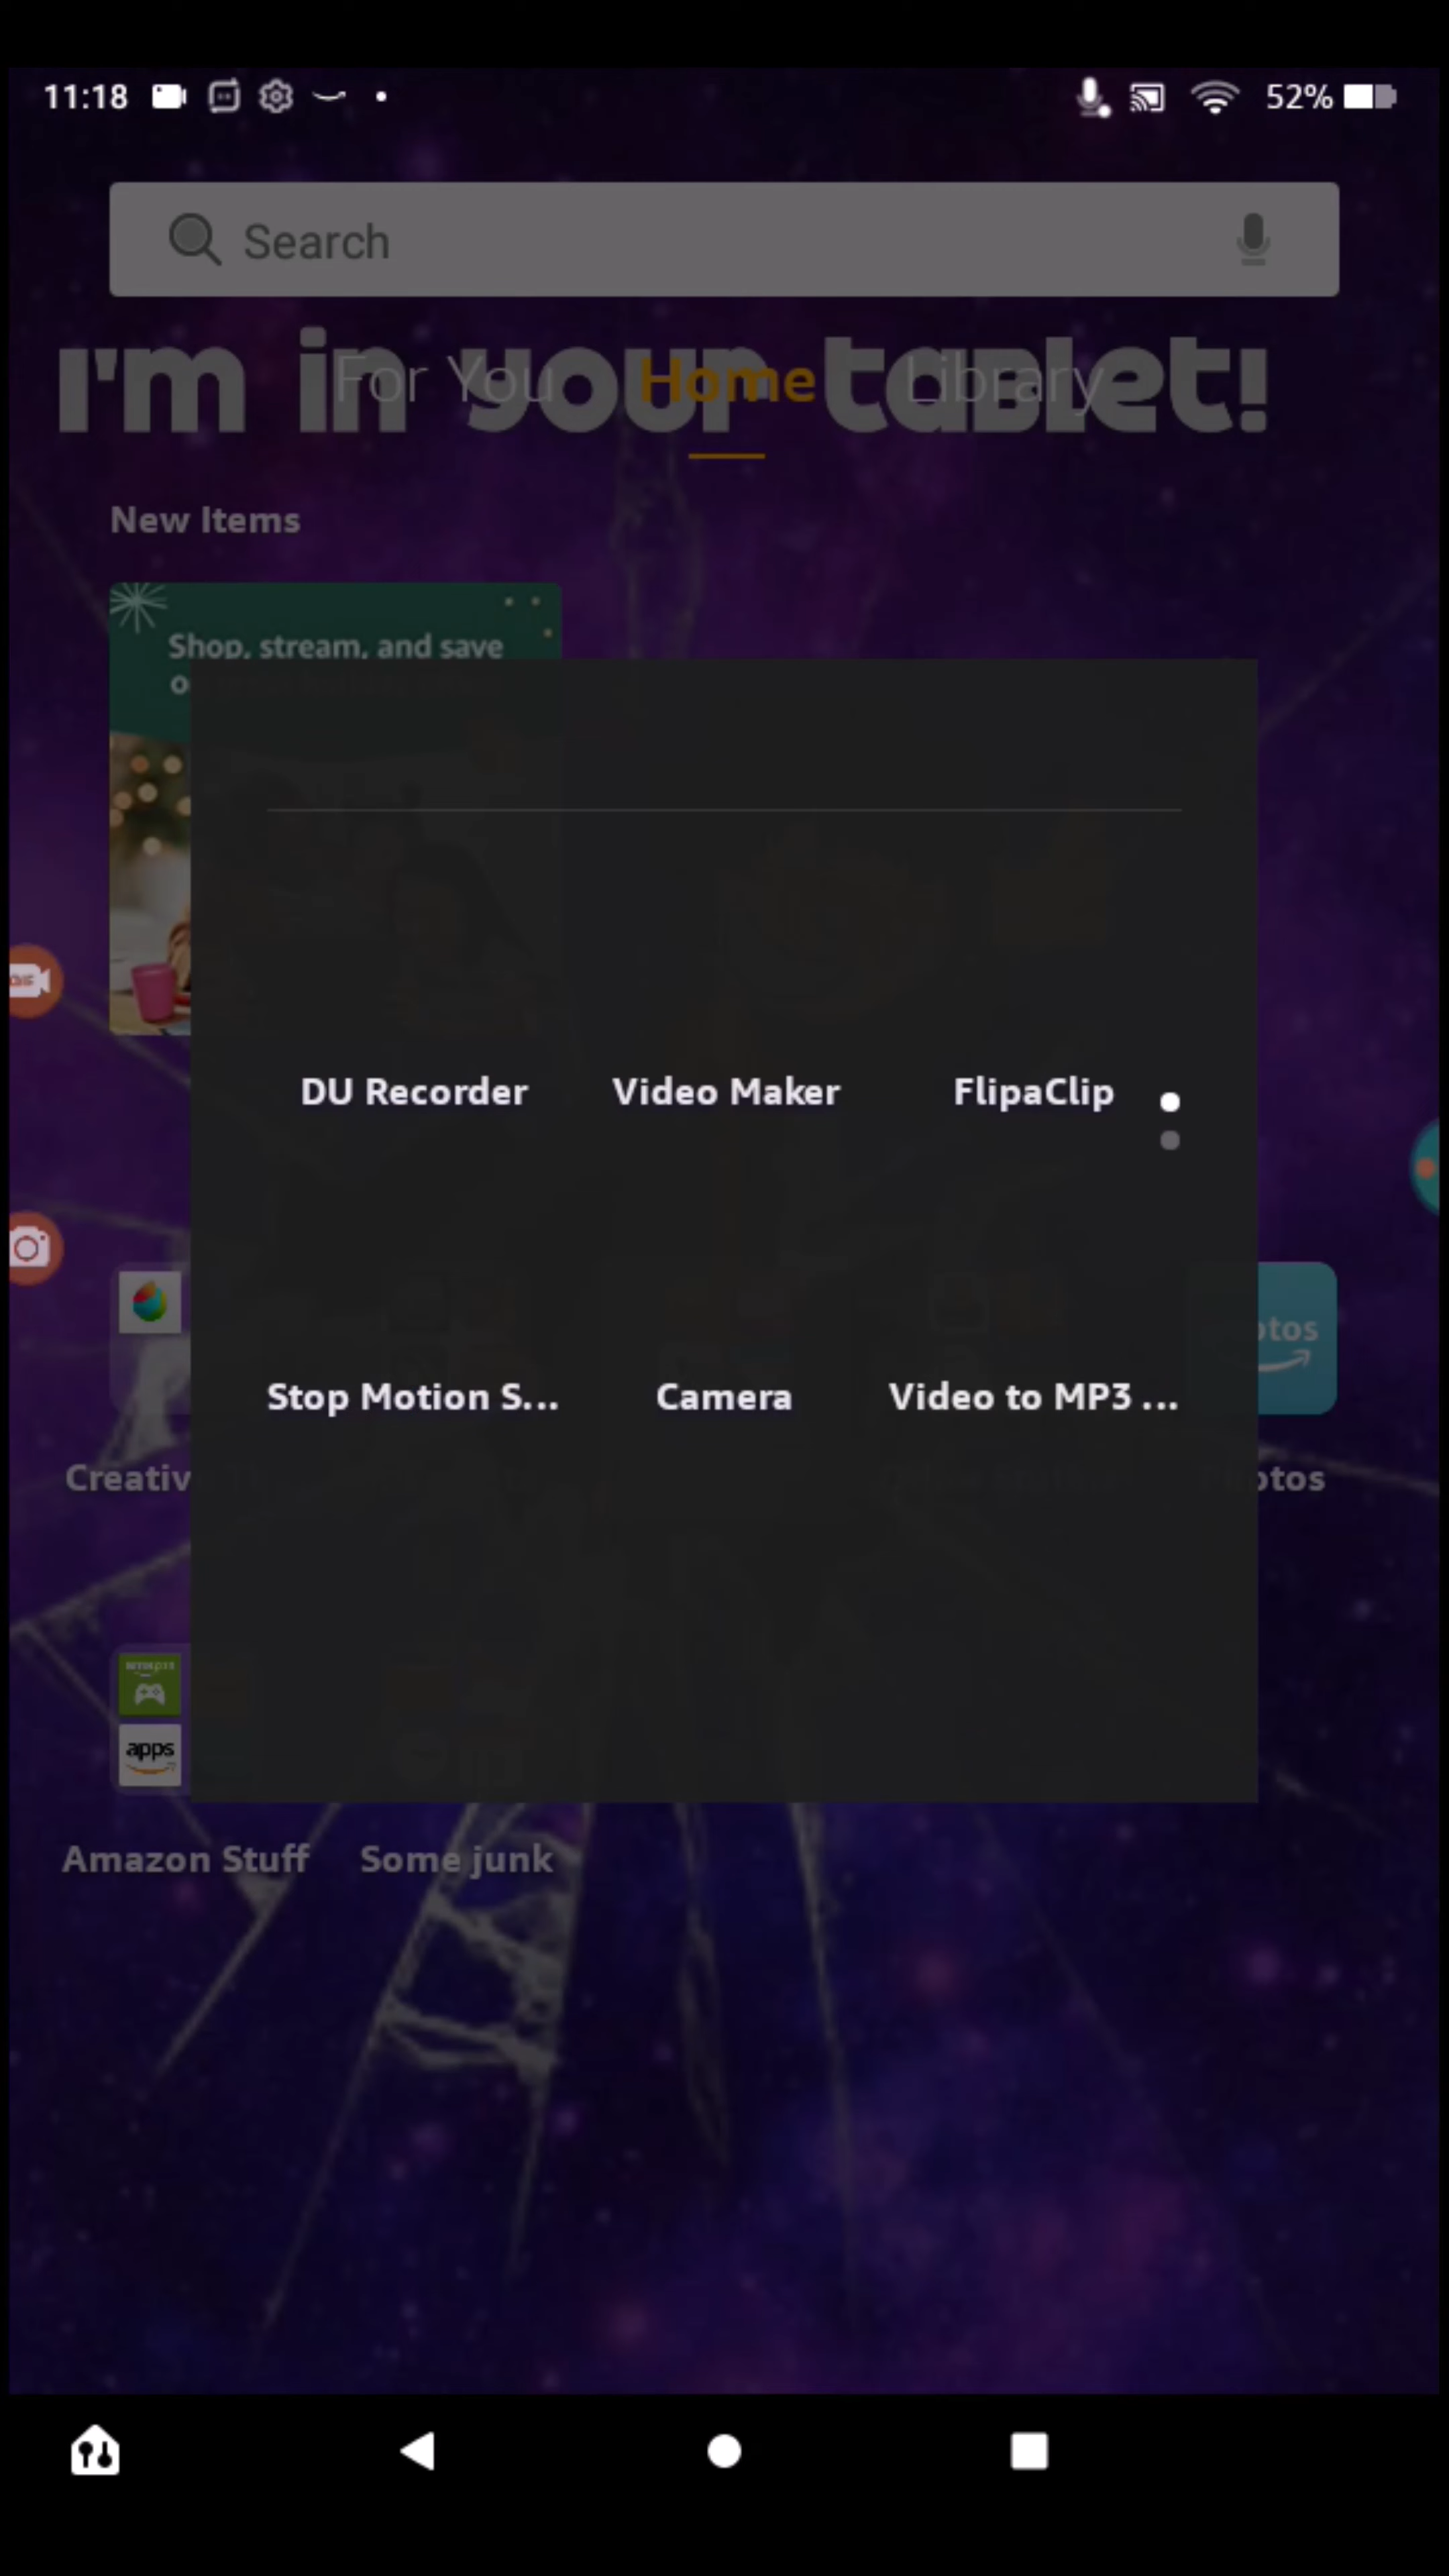 11:18
52%
Search
I'm in your tablet!
For You Home Library
New Items
Shop, stream, and save
o
DU Recorder Video Maker FlipaClip
otos
Stop Motion S... Camera Video to MP3 ...
Creativ otos
apps
Amazon Stuff Some junk